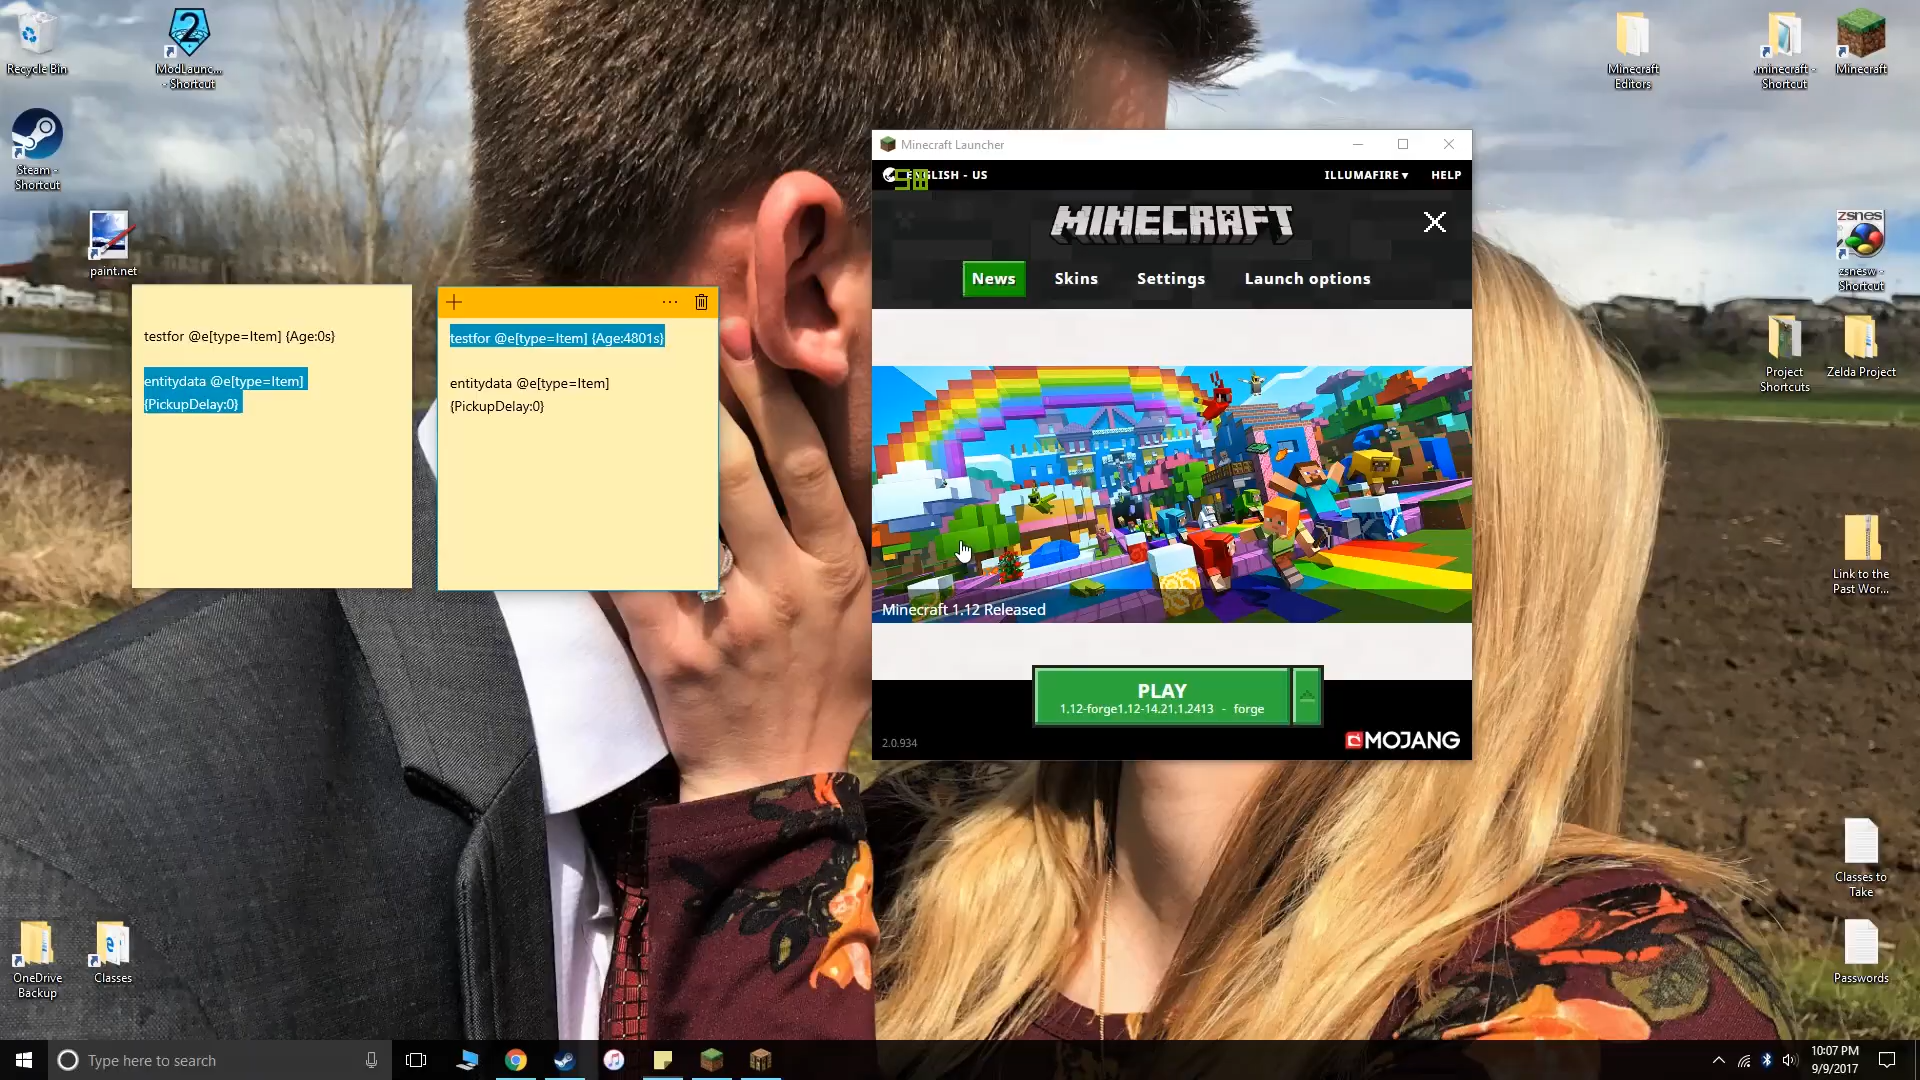 Recycle Bin
ModLaunc...
- Shortcut
Steam -
Shortcut
paint.net
testfor @e[type=Item] {Age:0s}
entitydata @e[type=Item]
{PickupDelay:0}
testfor @e[type=Item] {Age:4801s}
entitydata @e[type=Item]
{PickupDelay:0}
Minecraft Launcher
GLISH - US
ILLUMAFIRE
HELP
MINECRAFT
News
Skins
Settings
Launch options
Minecraft 1.12 Released
PLAY
1.12-forge1.12-14.21.1.2413 - forge
2.0.934
MOJANG
Minecraft
Editors
.minecraft -
Shortcut
Minecraft
zsnes
zsnesw -
Shortcut
Project
Shortcuts
Zelda Project
Link to the
Past Wor...
Classes to
Take
Passwords
OneDrive
Backup
Classes
Type here to search
10:07 PM
9/9/2017